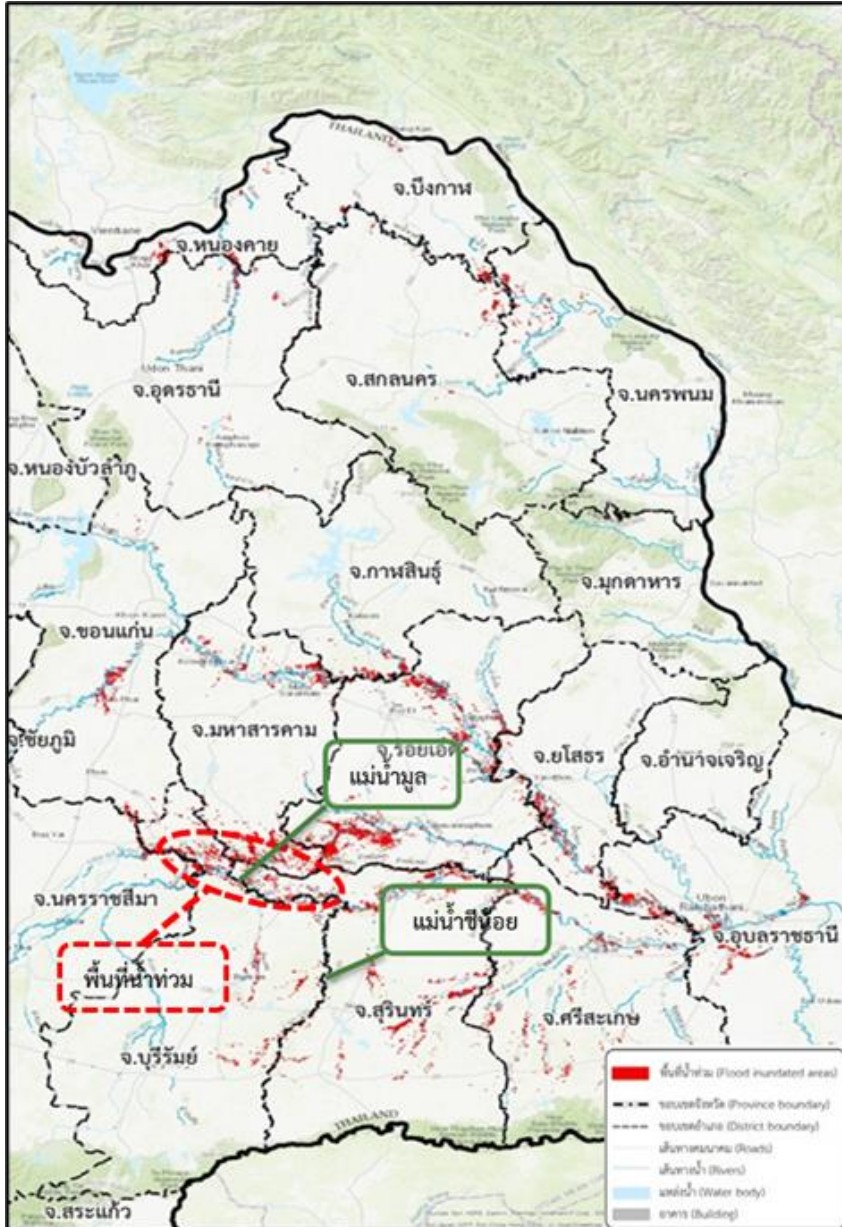 THAILAND
จ.บึงกาฬ
Vientiane
จ.หนองคาย
Udon Thani
จ.อุดรธานี
จ.สกลนคร
จ.นครพนม
จ.หนองบัวลำภู
จ.กาฬสินธุ์
จ.มุกดาหาร
จ.ขอนแก่น
จ.ชัยภูมิ
จ.มหาสารคาม
จ.ร้อยเอ็ด
จ.ยโสธร
จ.อำนาจเจริญ
แม่น้ำมูล
จ.นครราชสีมา
แม่น้ำชีน้อย
Ubon
Ratchathani
จ.อุบลราชธานี
พื้นที่น้ำท่วม
จ.สุรินทร์
จ.ศรีสะเกษ
จ.บุรีรัมย์
THAILAND
จ.สระแก้ว
พื้นที่น้ำท่วม (Flood inundated areas)
ขอบเขตจังหวัด (Province boundary)
ขอบเขตอำเภอ (District boundary)
เส้นทางคมนาคม (Roads)
เส้นทางน้ำ (Rivers)
แหล่งน้ำ (Water body)
อาคาร (Building)